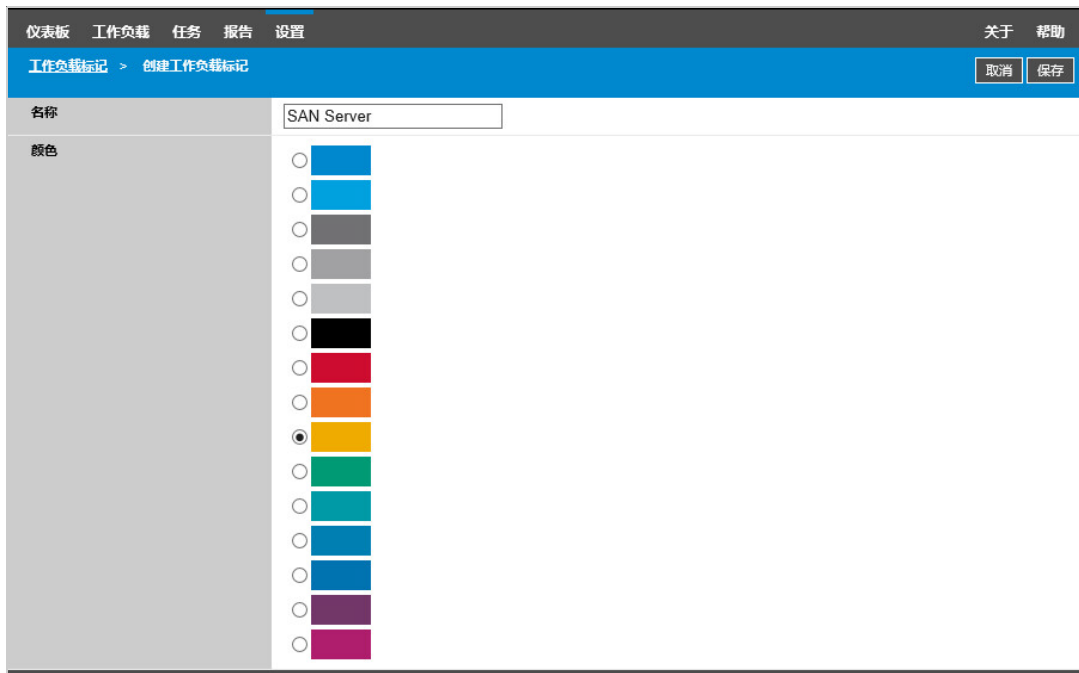 仪表板 工作负载 任务 报告 设置 关于 帮助
工作负载标记 > 创建工作负载标记 取消 保存
名称 SAN Server
颜色